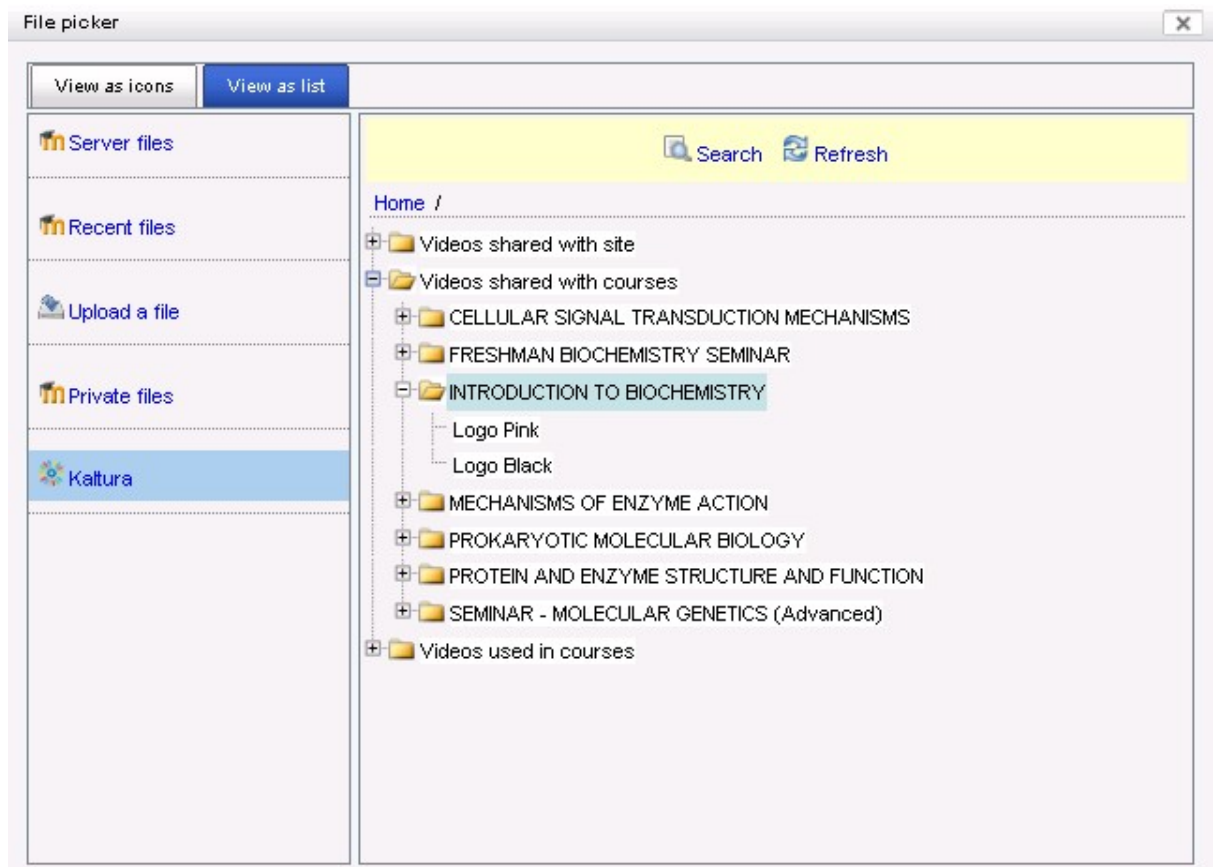 File picker
View as icons
View as list
Server files
Recent files
Upload a file
Private files
Kaltura
Search Refresh
Home /
Videos shared with site
Videos shared with courses
CELLULAR SIGNAL TRANSDUCTION MECHANISMS
FRESHMAN BIOCHEMISTRY SEMINAR
INTRODUCTION TO BIOCHEMISTRY
Logo Pink
Logo Black
MECHANISMS OF ENZYME ACTION
PROKARYOTIC MOLECULAR BIOLOGY
PROTEIN AND ENZYME STRUCTURE AND FUNCTION
SEMINAR - MOLECULAR GENETICS (Advanced)
Videos used in courses